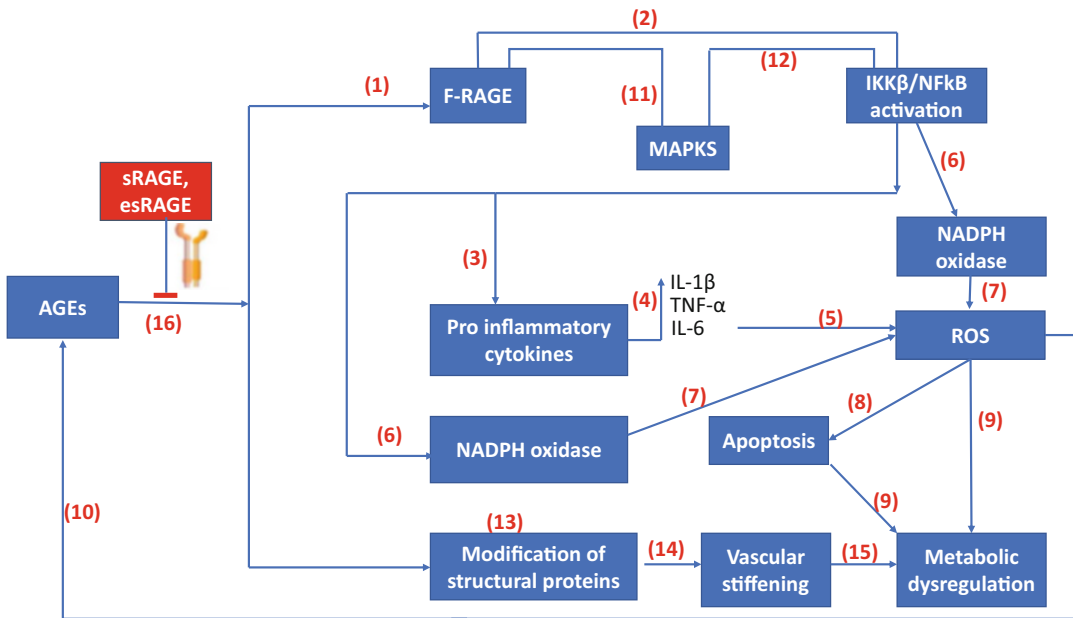 (2)
(12)
(1)
F-RAGE
(11)
IKKβ/NFkB
activation
MAPKS
(6)
sRAGE,
esRAGE
NADPH
oxidase
(3)
(4)
IL-1β
TNF-α
IL-6
(7)
AGEs
(16)
Pro inflammatory
cytokines
(5)
ROS
(7)
(8)
(9)
(6)
NADPH oxidase
Apoptosis
(9)
(10)
(13)
Modification of
structural proteins
(14)
Vascular
stiffening
(15)
Metabolic
dysregulation